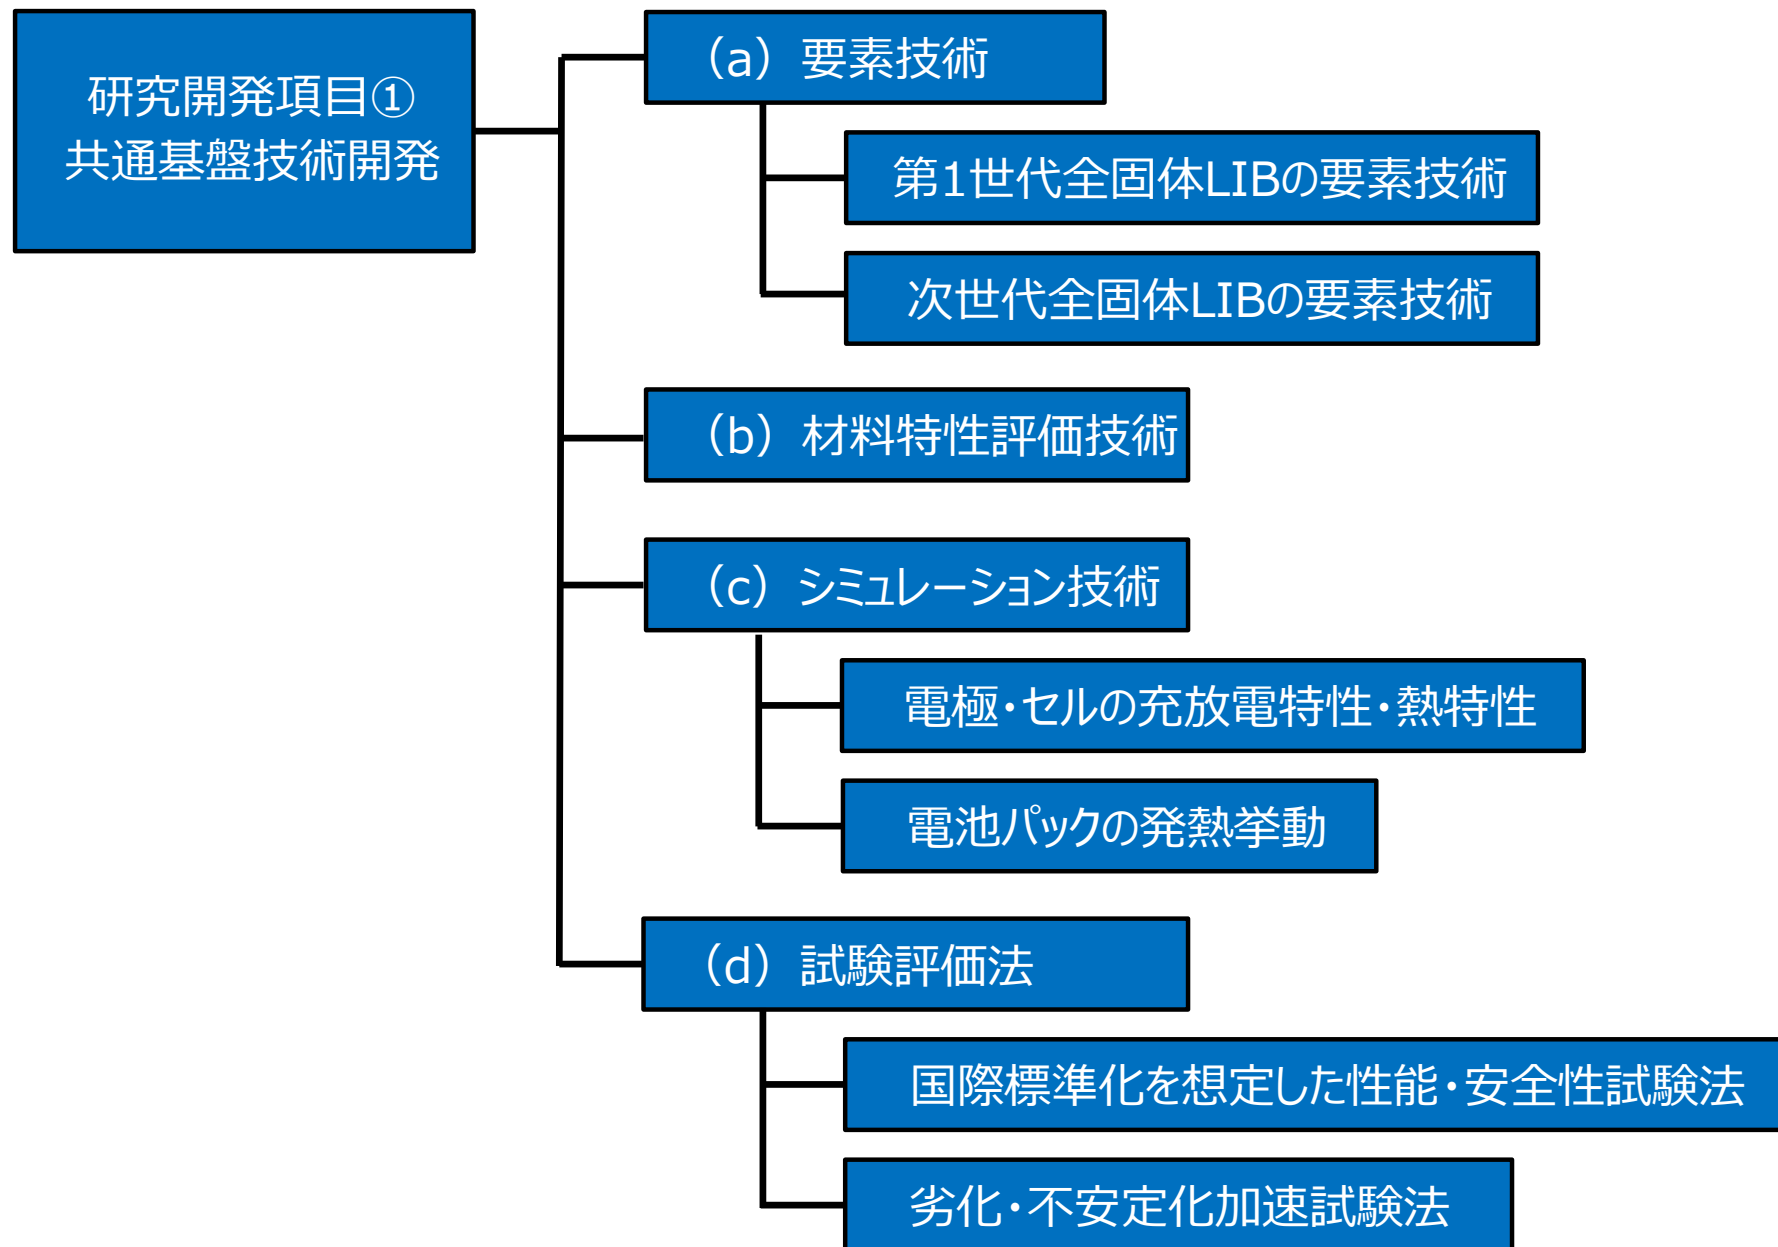 研究開発項目①
共通基盤技術開発
（a）要素技術
第1世代全固体LIBの要素技術
次世代全固体LIBの要素技術
（b）材料特性評価技術
（c）シミュレーション技術
電極・セルの充放電特性・熱特性
電池パックの発熱挙動
（d）試験評価法
国際標準化を想定した性能・安全性試験法
劣化・不安定化加速試験法